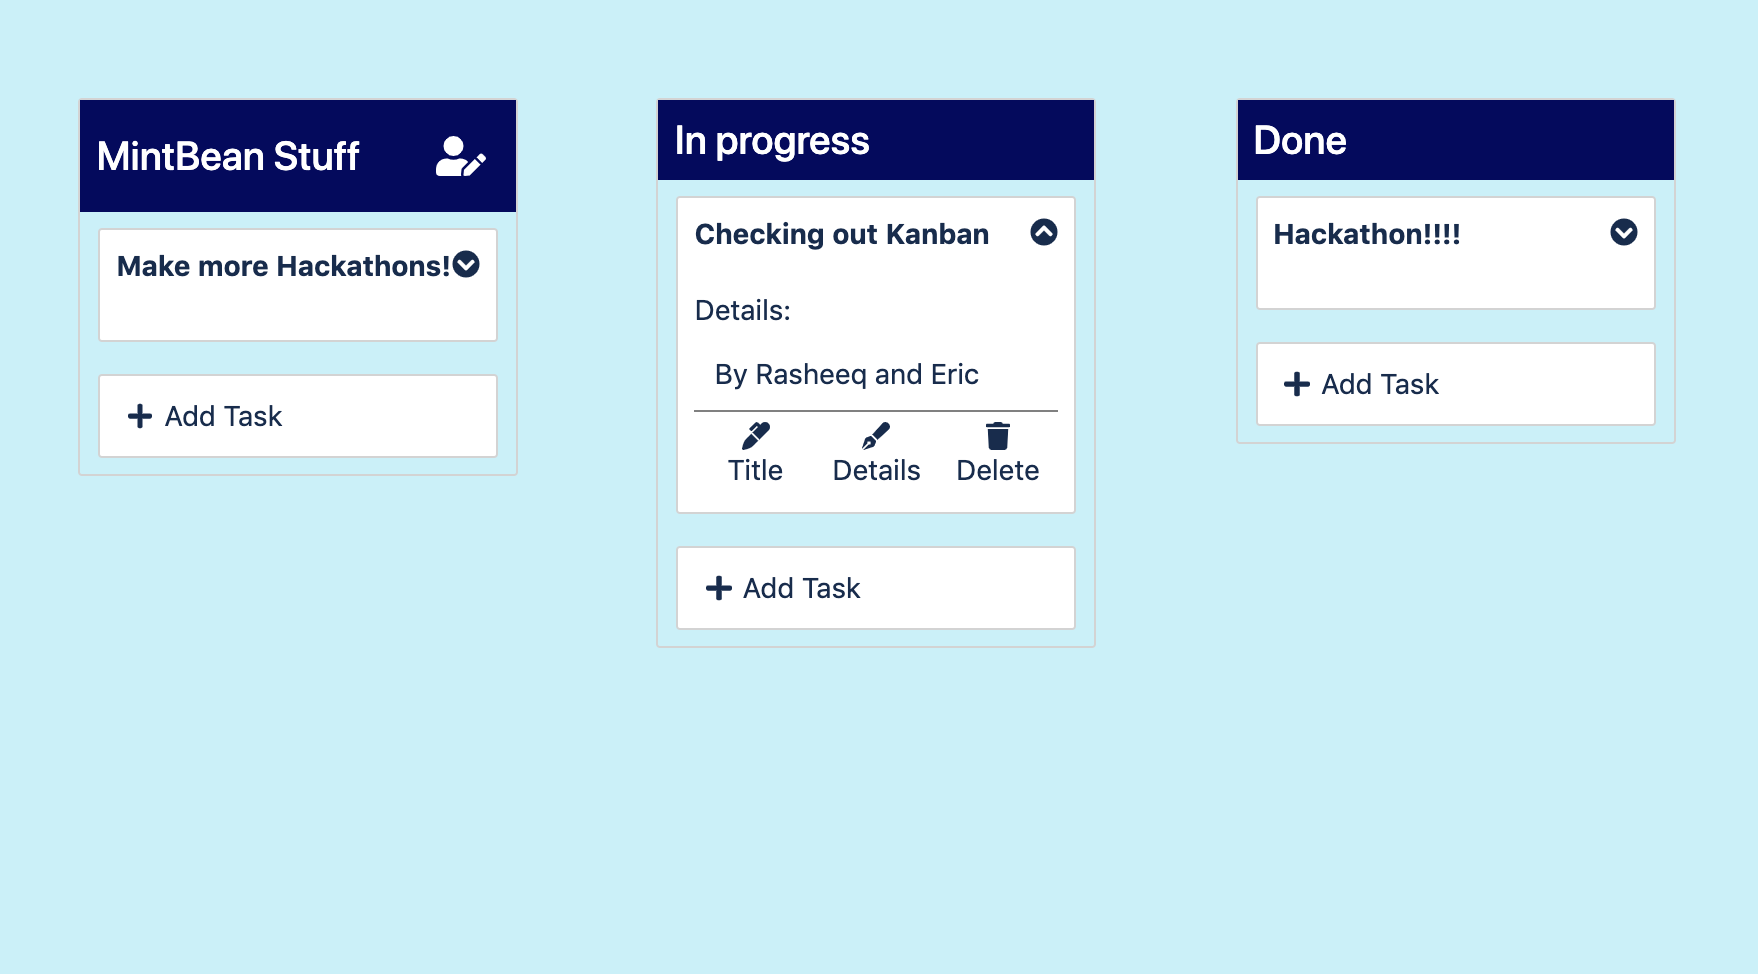 MintBean Stuff
Make more Hackathons!
Add Task
In progress
Checking out Kanban
Details:
By Rasheeq and Eric
Title Details Delete
Add Task
Done
Hackathon!!!!
Add Task